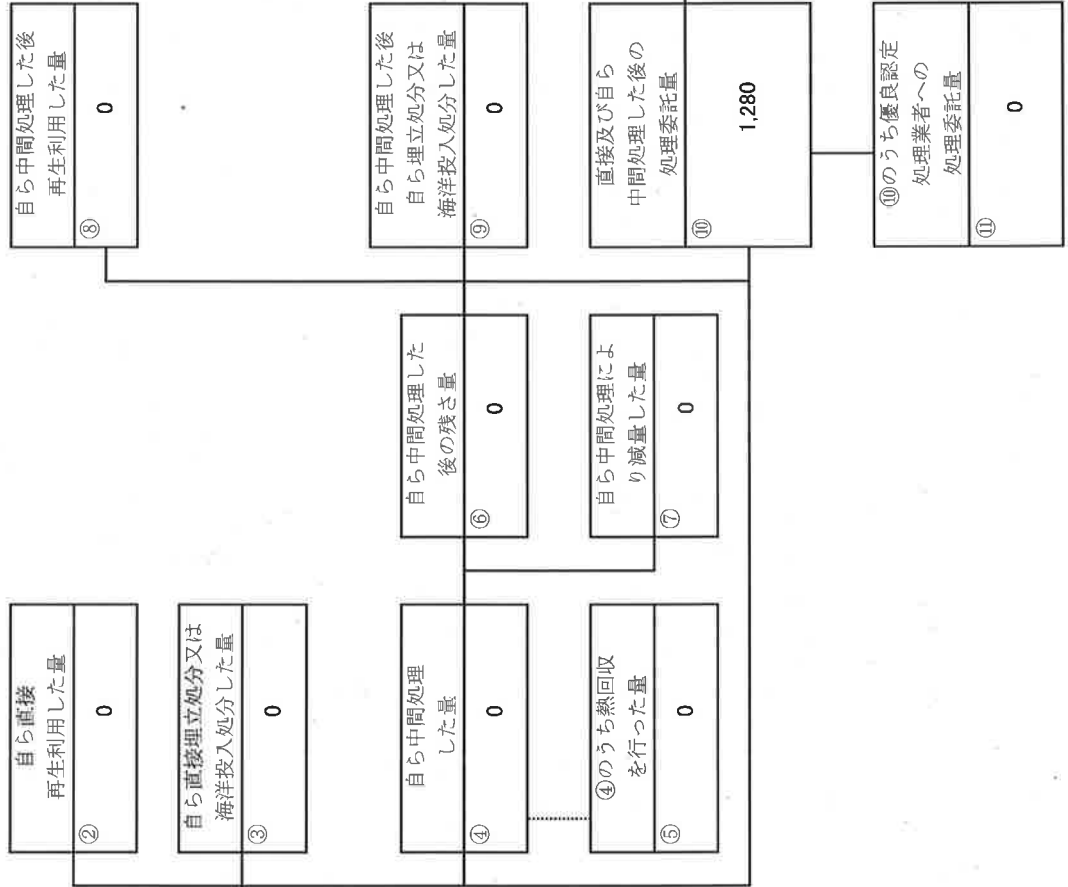 自ら直接
再生利用した量
②
0
自ら直接埋立処分又は
海洋投入処分した量
③
0
自ら中間処理
した量
④
0
④のうち熱回収
を行った量
⑤
0
自ら中間処理した
後の残さ量
⑥
0
自ら中間処理によ
り減量した量
⑦
0
自ら中間処理した後
再生利用した量
⑧
0
自ら中間処理した後
自ら埋立処分又は
海洋投入処分した量
⑨
0
直接及び自ら
中間処理した後の
処理委託量
⑩
1,280
⑩のうち優良認定
処理業者への
処理委託量
⑪
0